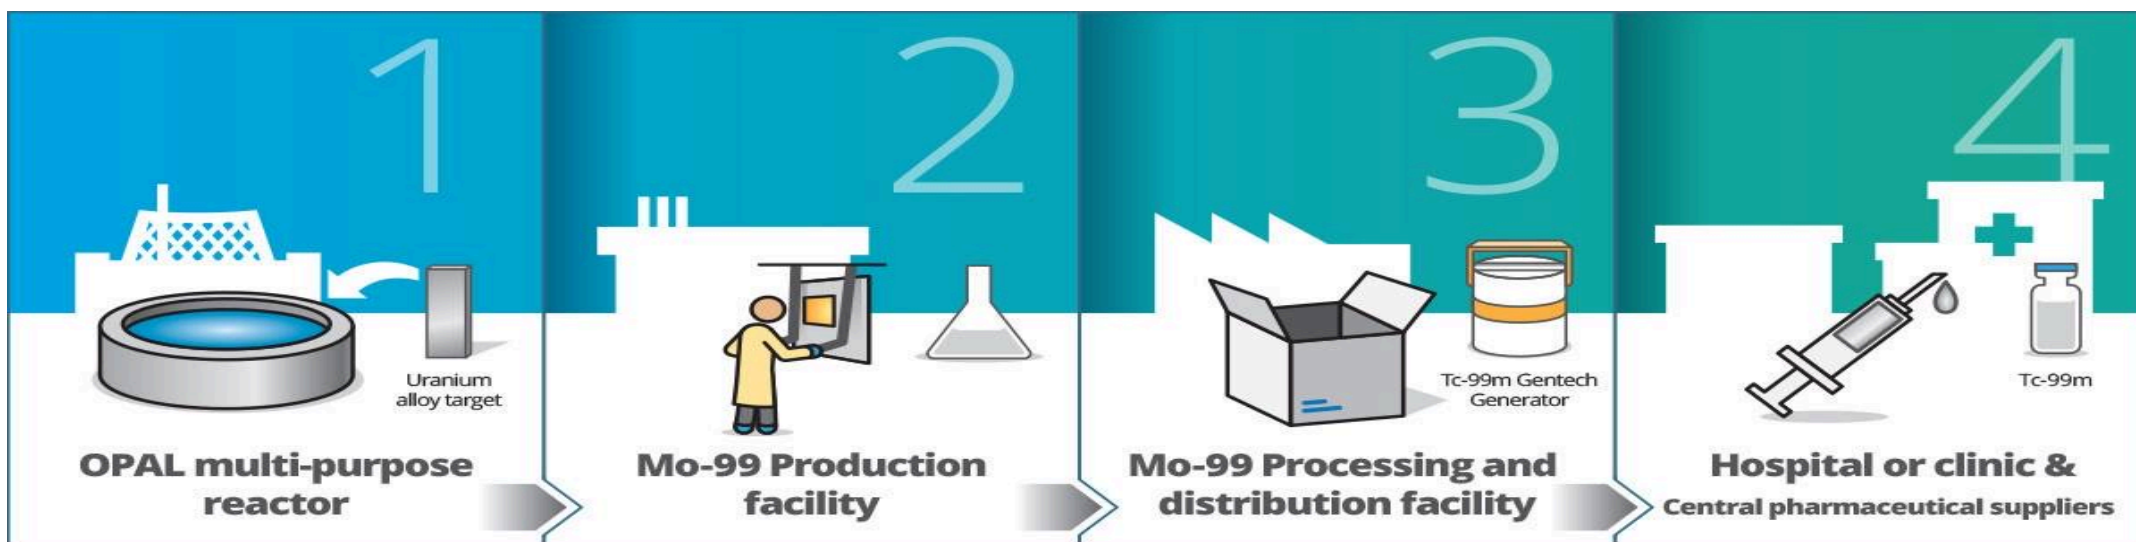 1
Uranium
alloy target
OPAL multi-purpose
reactor
2
Mo-99 Production
facility
3
Tc-99m Gentech
Generator
Mo-99 Processing and
distribution facility
4
Tc-99m
Hospital or clinic &
Central pharmaceutical suppliers